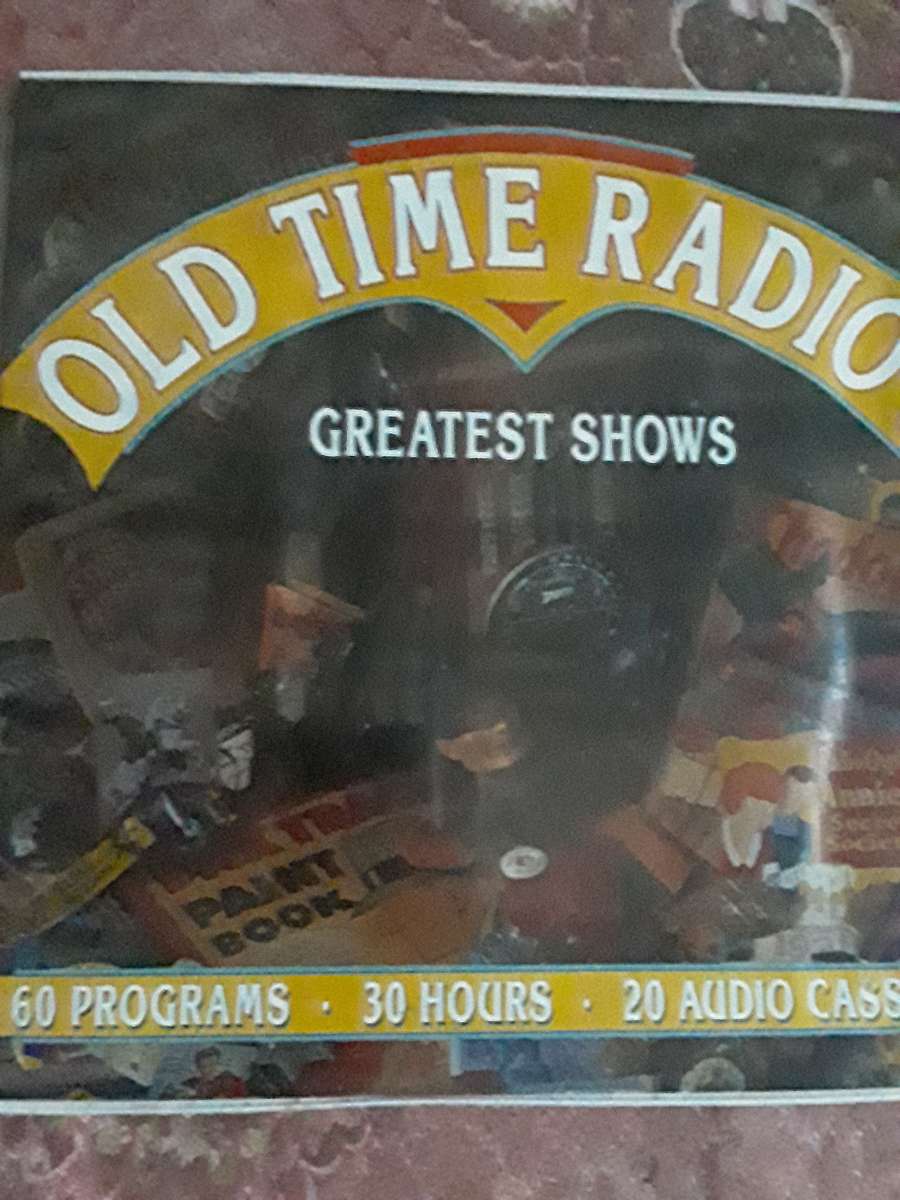 OLD TIME RADIO
GREATEST SHOWS
PAINT
BOOK
60 PROGRAMS · 30 HOURS · 20 AUDIO CASS